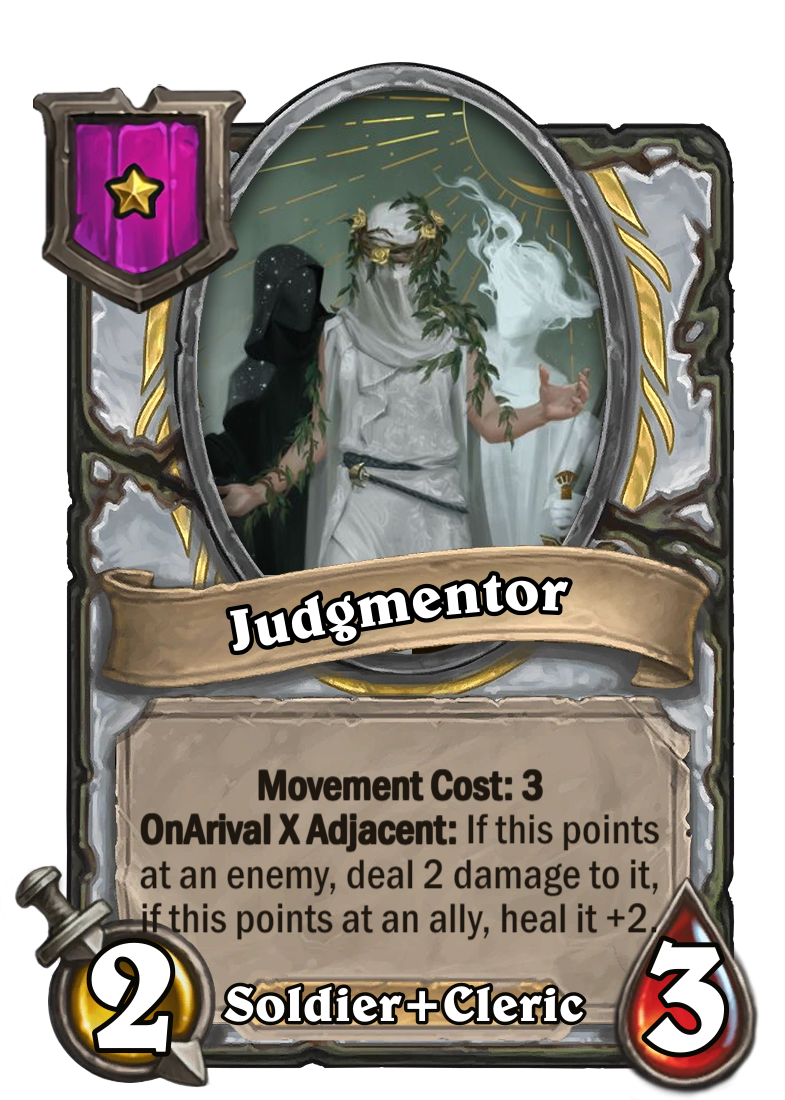 Judgmentor
Movement Cost: 3
OnArival X Adjacent: If this points
at an enemy, deal 2 damage to it,
if this points at an ally, heal it +2.
2
Soldier+Cleric
3